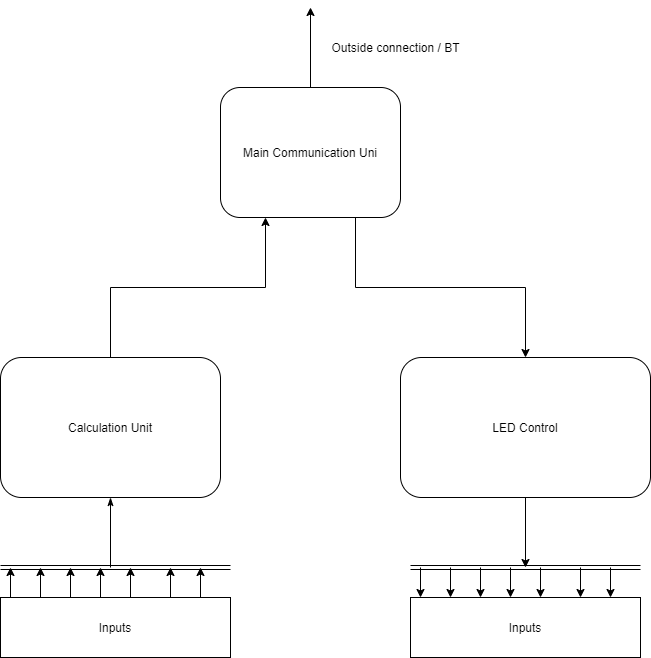 Outside connection / BT
Main Communication Uni
Calculation Unit
LED Control
Inputs
Inputs